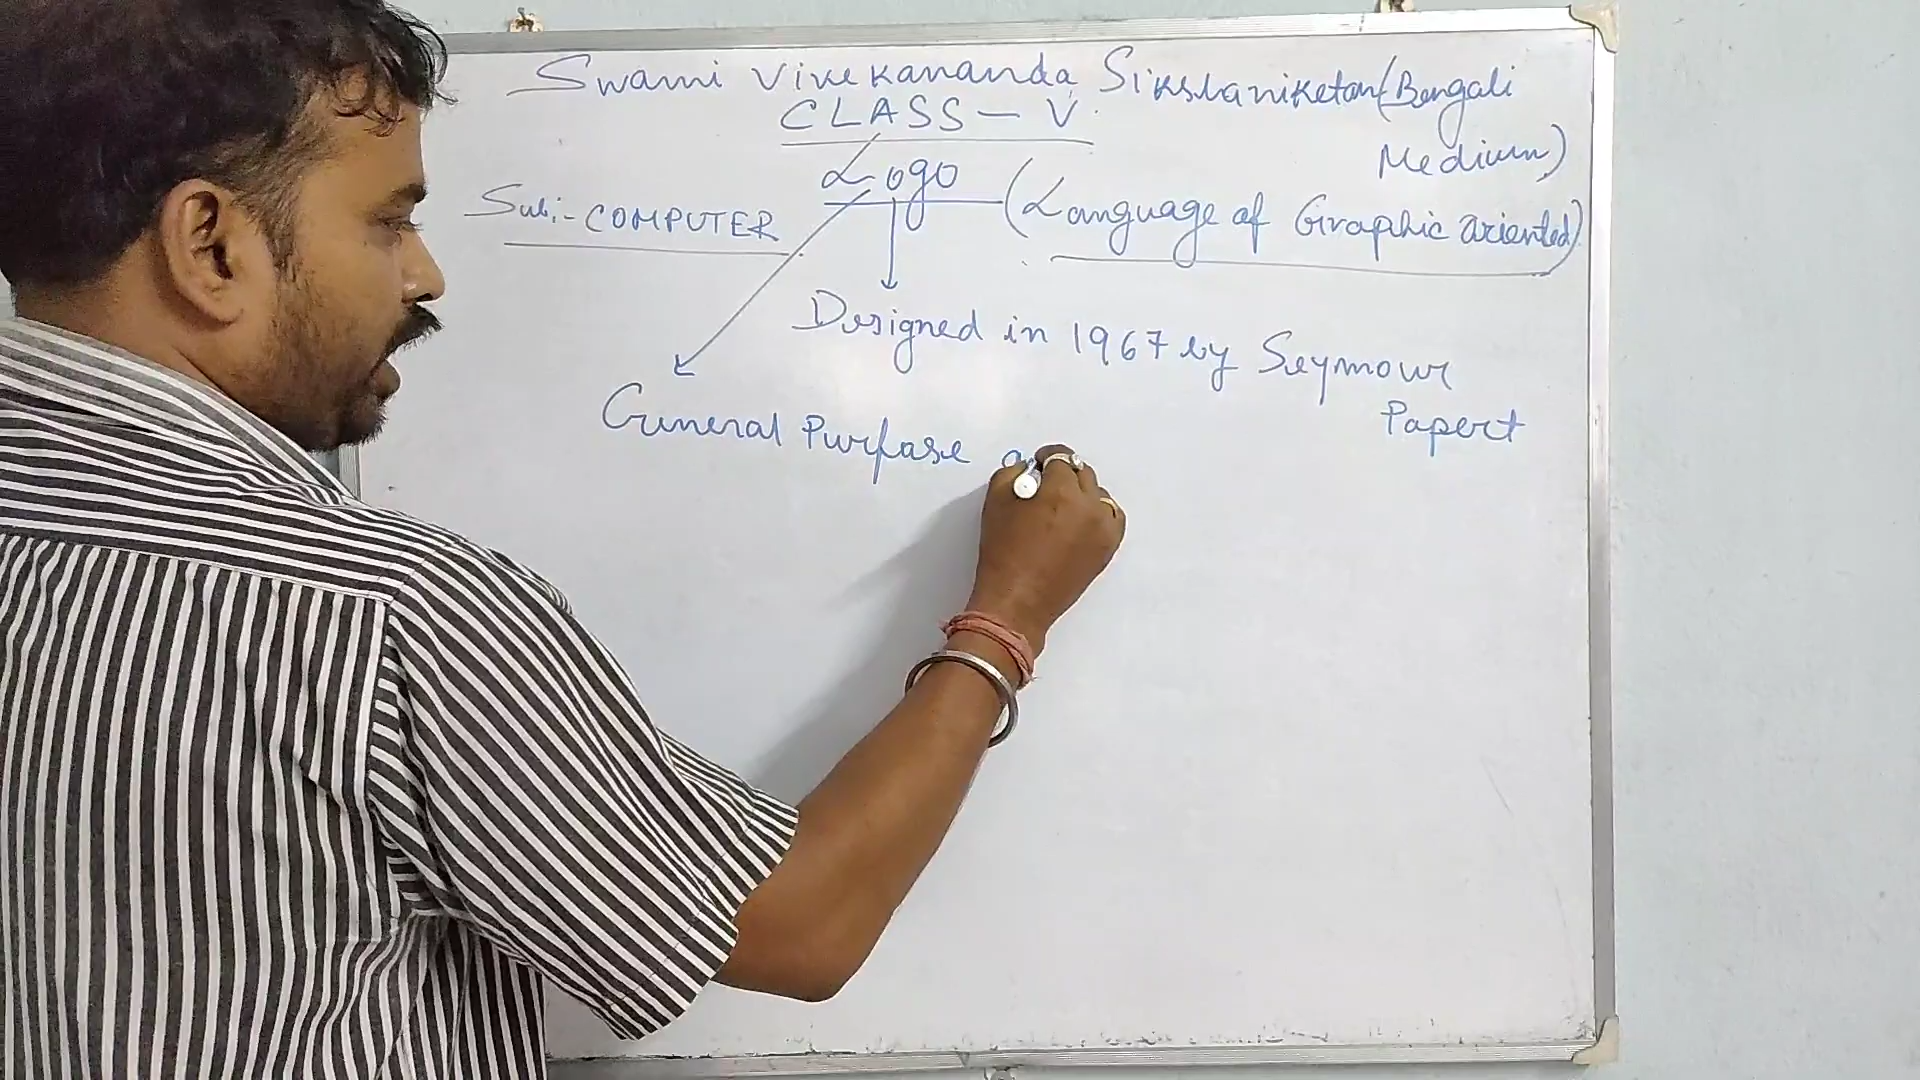 Swami Vivekananda Sikshaniketan (Bengali Medium)
CLASS - V
Logo (Language of Graphic oriented)
Sub:- COMPUTER
Designed in 1967 by Seymour Papert
General Purpose